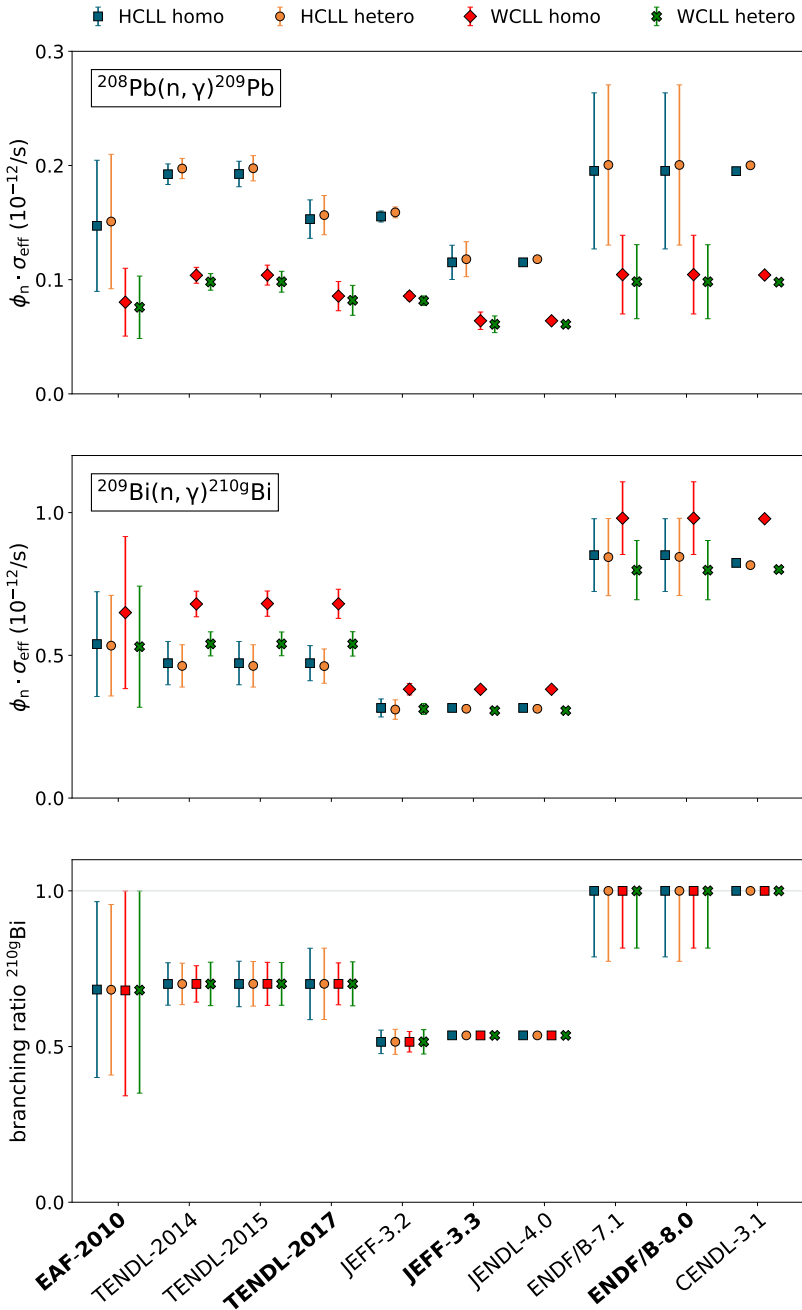 HCLL homo HCLL hetero WCLL homo WCLL hetero
0.3
²⁰⁸Pb(n, γ)²⁰⁹Pb
0.2
ϕₙ · σ_eff (10⁻¹²/s)
0.1
0.0
²⁰⁹Bi(n, γ)²¹⁰ᵍBi
1.0
ϕₙ · σ_eff (10⁻¹²/s)
0.5
0.0
1.0
branching ratio ²¹⁰ᵍBi
0.5
0.0
EAF-2010 TENDL-2014 TENDL-2015 TENDL-2017 JEFF-3.2 JEFF-3.3 JENDL-4.0 ENDF/B-7.1 ENDF/B-8.0 CENDL-3.1